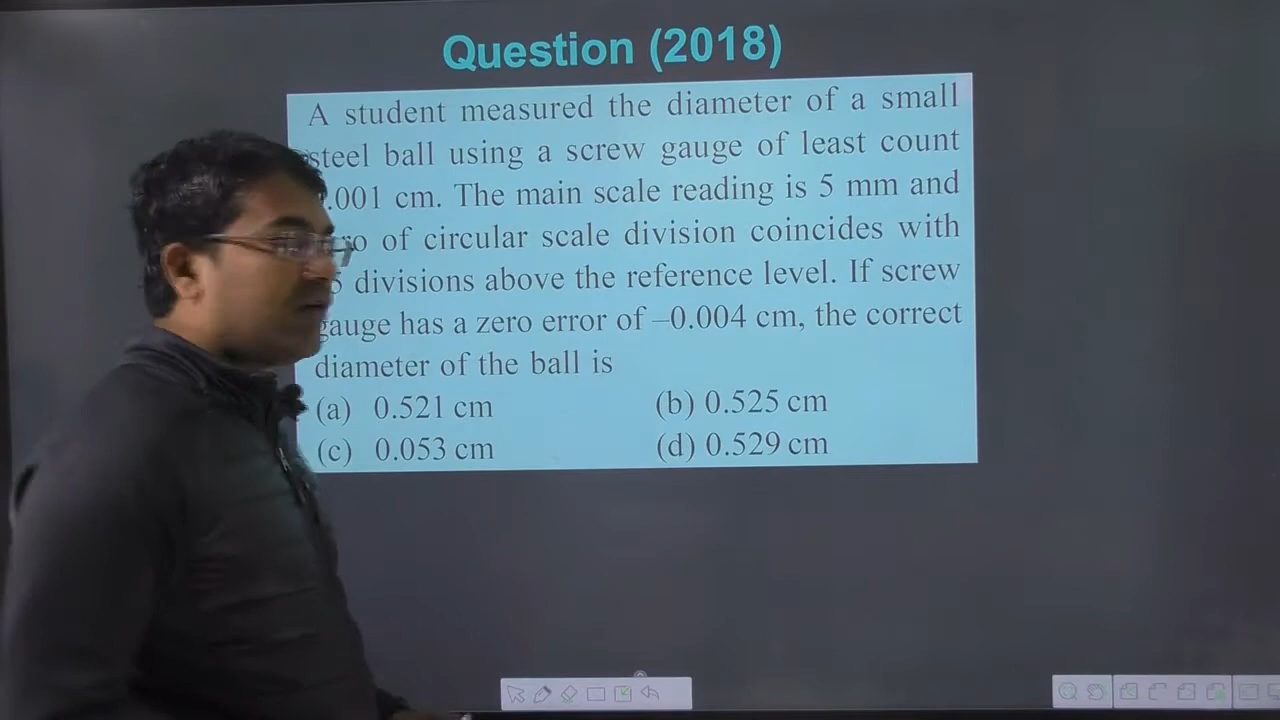 Question (2018)
A student measured the diameter of a small
steel ball using a screw gauge of least count
.001 cm. The main scale reading is 5 mm and
of circular scale division coincides with
divisions above the reference level. If screw
gauge has a zero error of –0.004 cm, the correct
diameter of the ball is
(a) 0.521 cm (b) 0.525 cm
(c) 0.053 cm (d) 0.529 cm